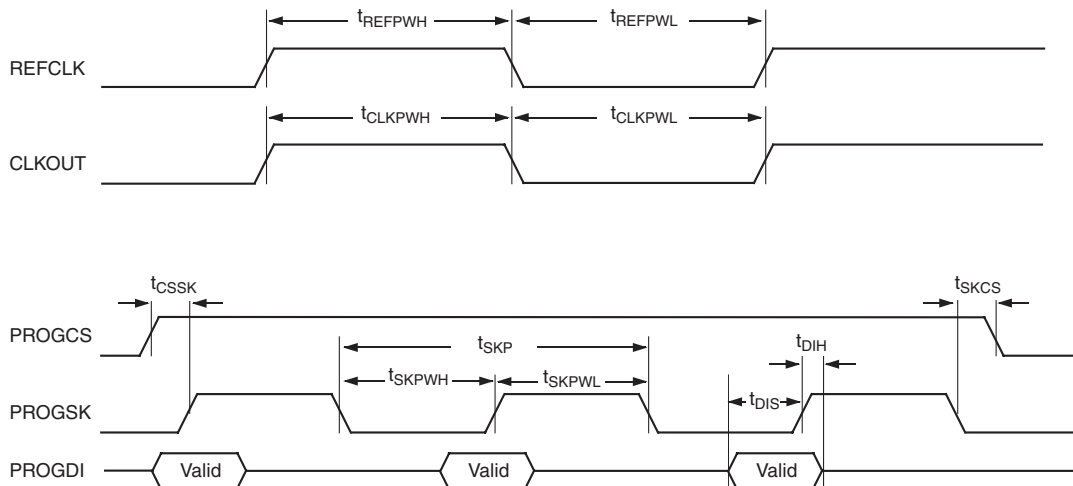 tREFPWH tREFPWL
REFCLK
tCLKPWH tCLKPWL
CLKOUT
tCSSK tSKCS
PROGCS
tSKP tDIH
tSKPWH tSKPWL
tDIS
PROGSK
PROGDI Valid Valid Valid